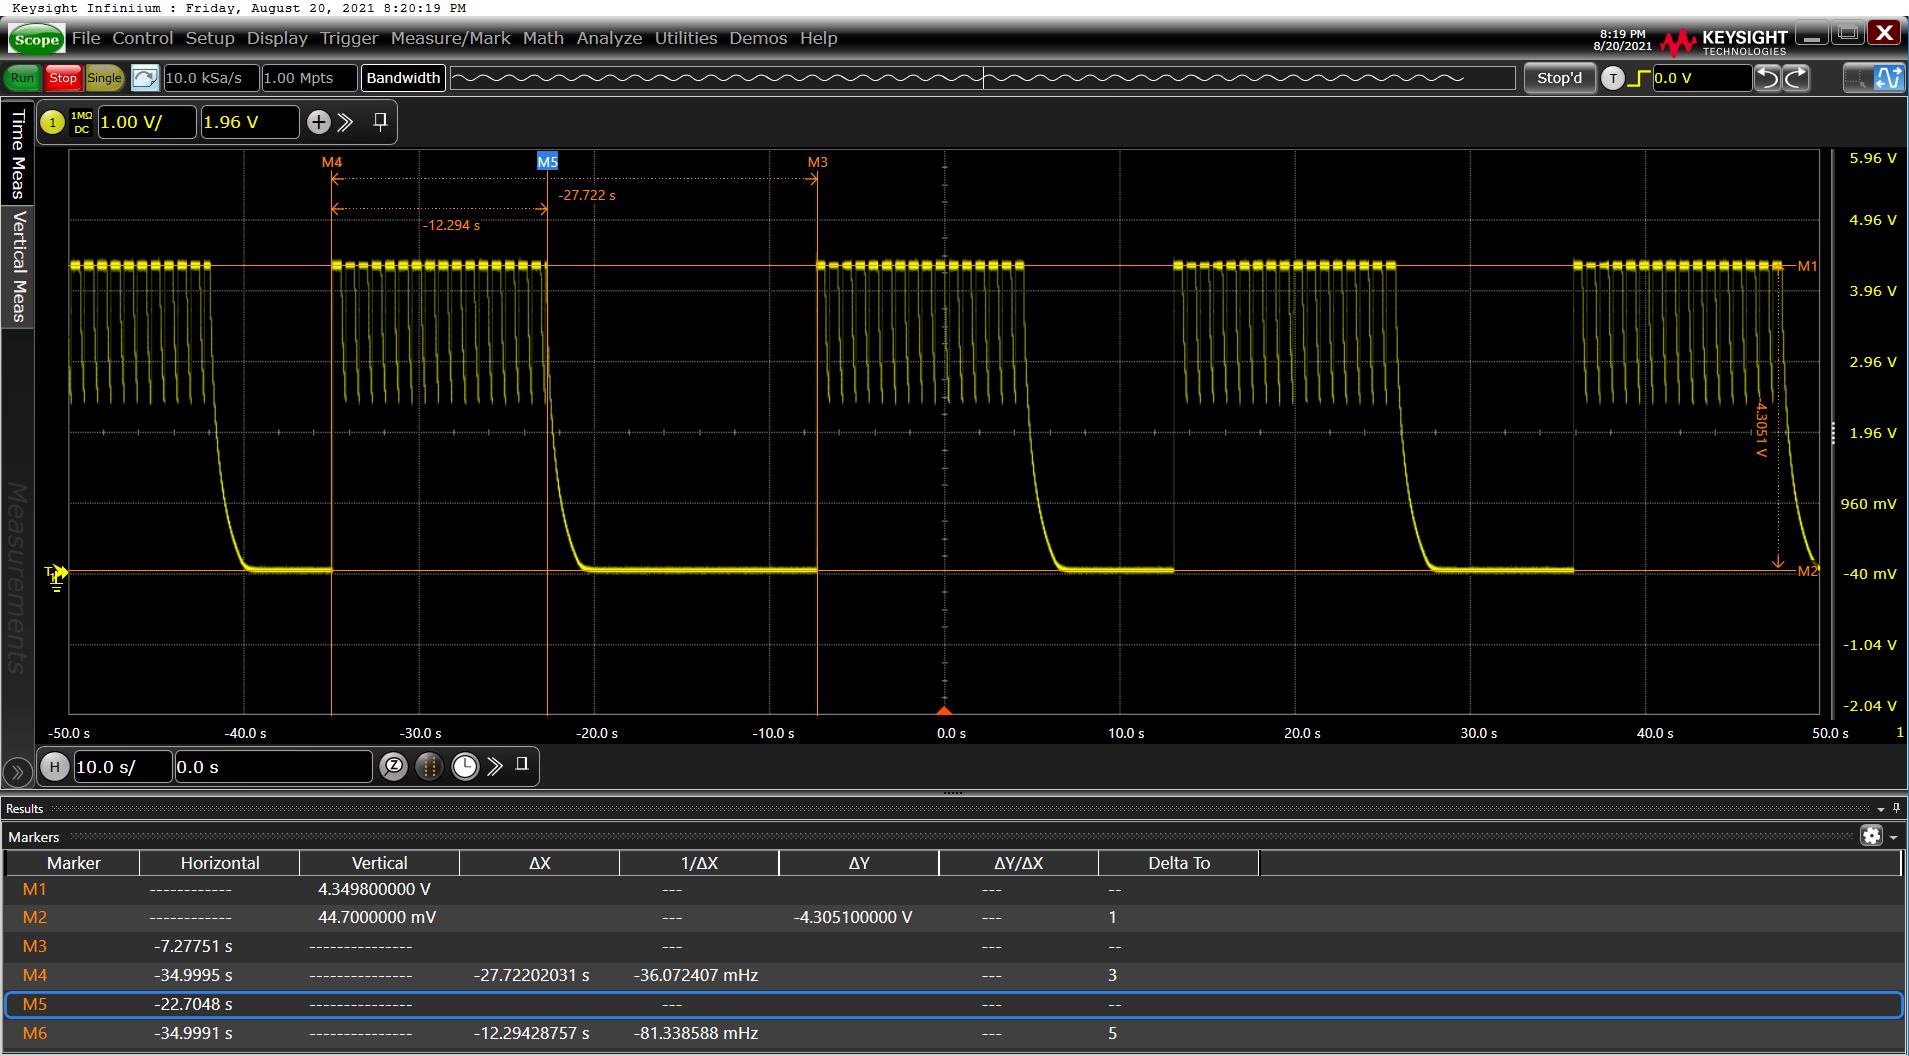 Keysight Infiniium : Friday, August 20, 2021 8:20:19 PM
Scope File Control Setup Display Trigger Measure/Mark Math Analyze Utilities Demos Help
8:19 PM
8/20/2021
KEYSIGHT
TECHNOLOGIES
Run Stop Single 10.0 kSa/s 1.00 Mpts Bandwidth Stop'd T 0.0 V
1 1MΩ DC 1.00 V/ 1.96 V
Time Meas
Vertical Meas
Measurements
M4 M5 M3
-27.722 s
-12.294 s
M1
-4.3051 V
M2
5.96 V
4.96 V
3.96 V
2.96 V
1.96 V
960 mV
-40 mV
-1.04 V
-2.04 V
-50.0 s -40.0 s -30.0 s -20.0 s -10.0 s 0.0 s 10.0 s 20.0 s 30.0 s 40.0 s 50.0 s 1
H 10.0 s/ 0.0 s
Results
Markers
Marker Horizontal Vertical ΔX 1/ΔX ΔY ΔY/ΔX Delta To
M1 ------------ 4.349800000 V --- --- --
M2 ------------ 44.7000000 mV --- -4.305100000 V --- 1
M3 -7.27751 s --------------- --- --- --
M4 -34.9995 s --------------- -27.72202031 s -36.072407 mHz --- 3
M5 -22.7048 s --------------- --- --- --
M6 -34.9991 s --------------- -12.29428757 s -81.338588 mHz --- 5